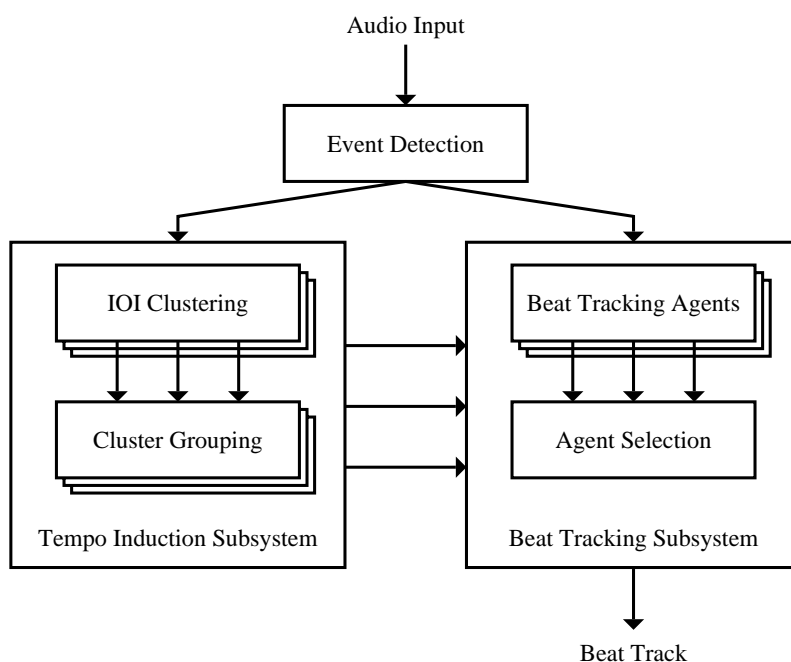 Audio Input
Event Detection
IOI Clustering
Beat Tracking Agents
Cluster Grouping
Agent Selection
Tempo Induction Subsystem
Beat Tracking Subsystem
Beat Track